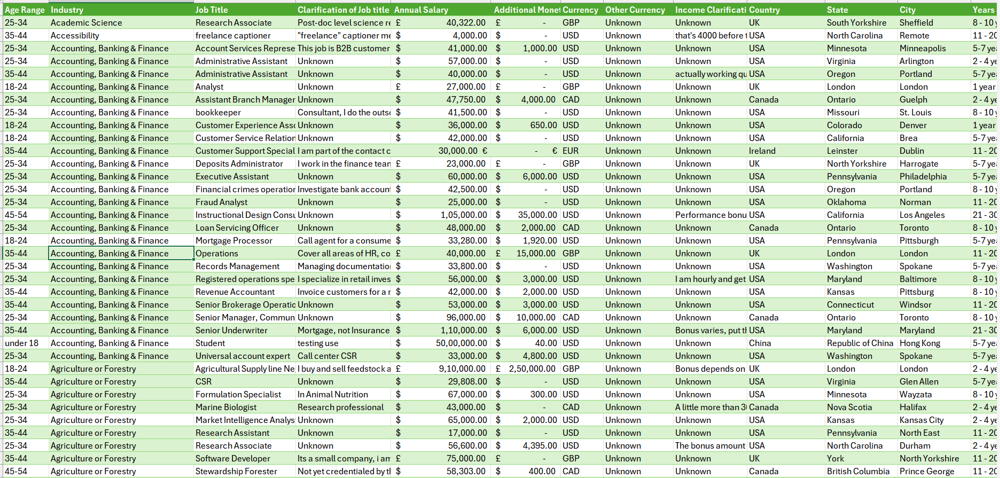 Age Range Industry Job Title Clarification of Job title Annual Salary Additional Monet Currency Other Currency Income Clarificati Country State City Years
25-34 Academic Science Research Associate Post-doc level science re £ 40,322.00 £ - GBP Unknown Unknown UK South Yorkshire Sheffield 8 - 10 y
35-44 Accessibility freelance captioner "freelance" captioner me $ 4,000.00 $ - USD Unknown that's 4000 before t USA North Carolina Remote 11 - 20
25-34 Accounting, Banking & Finance Account Services Represe This job is B2B customer $ 41,000.00 $ 1,000.00 USD Unknown Unknown USA Minnesota Minneapolis 5-7 yea
25-34 Accounting, Banking & Finance Administrative Assistant Unknown $ 57,000.00 $ - USD Unknown Unknown USA Virginia Arlington 2 - 4 ye
35-44 Accounting, Banking & Finance Administrative Assistant Unknown $ 40,000.00 $ - USD Unknown actually working qu USA Oregon Portland 5-7 yea
18-24 Accounting, Banking & Finance Analyst Unknown £ 27,000.00 £ - GBP Unknown Unknown UK London London 1 year
25-34 Accounting, Banking & Finance Assistant Branch Manager Unknown $ 47,750.00 $ 4,000.00 CAD Unknown Unknown Canada Ontario Guelph 2 - 4 ye
25-34 Accounting, Banking & Finance bookkeeper Consultant, I do the outso $ 41,500.00 $ - USD Unknown Unknown USA Missouri St. Louis 8 - 10 y
18-24 Accounting, Banking & Finance Customer Experience Asso Unknown $ 36,000.00 $ 650.00 USD Unknown Unknown USA Colorado Denver 1 year
18-24 Accounting, Banking & Finance Customer Service Relation Unknown $ 42,000.00 $ - USD Unknown Unknown USA California Brea 5-7 yea
35-44 Accounting, Banking & Finance Customer Support Special I am part of the contact c 30,000.00 € - € EUR Unknown Unknown Ireland Leinster Dublin 11 - 20
25-34 Accounting, Banking & Finance Deposits Administrator I work in the finance team £ 23,000.00 £ - GBP Unknown Unknown UK North Yorkshire Harrogate 5-7 yea
25-34 Accounting, Banking & Finance Executive Assistant Unknown $ 60,000.00 $ 6,000.00 USD Unknown Unknown USA Pennsylvania Philadelphia 5-7 yea
25-34 Accounting, Banking & Finance Financial crimes operation Investigate bank account $ 42,500.00 $ - USD Unknown Unknown USA Oregon Portland 8 - 10 y
25-34 Accounting, Banking & Finance Fraud Analyst Unknown $ 25,000.00 $ - USD Unknown Unknown USA Oklahoma Norman 11 - 20
45-54 Accounting, Banking & Finance Instructional Design Consu Unknown $ 1,05,000.00 $ 35,000.00 USD Unknown Performance bonu USA California Los Angeles 21 - 30
25-34 Accounting, Banking & Finance Loan Servicing Officer Unknown $ 48,000.00 $ 2,000.00 CAD Unknown Unknown Canada Ontario Toronto 8 - 10 y
18-24 Accounting, Banking & Finance Mortgage Processor Call agent for a consume $ 33,280.00 $ 1,920.00 USD Unknown Unknown USA Pennsylvania Pittsburgh 5-7 yea
35-44 Accounting, Banking & Finance Operations Cover all areas of HR, co £ 40,000.00 £ 15,000.00 GBP Unknown Unknown UK London London 11 - 20
25-34 Accounting, Banking & Finance Records Management Managing documentatio $ 33,800.00 $ - USD Unknown Unknown USA Washington Spokane 5-7 yea
25-34 Accounting, Banking & Finance Registered operations spe I specialize in retail inves $ 56,000.00 $ 3,000.00 USD Unknown I am hourly and get USA Maryland Baltimore 8 - 10 y
35-44 Accounting, Banking & Finance Revenue Accountant Invoice customers for a r $ 42,000.00 $ 2,000.00 USD Unknown Unknown USA Kansas Pittsburg 8 - 10 y
35-44 Accounting, Banking & Finance Senior Brokerage Operatio Unknown $ 53,000.00 $ 3,000.00 USD Unknown Unknown USA Connecticut Windsor 11 - 20
25-34 Accounting, Banking & Finance Senior Manager, Commun Unknown $ 96,000.00 $ 10,000.00 CAD Unknown Unknown Canada Ontario Toronto 8 - 10 y
35-44 Accounting, Banking & Finance Senior Underwriter Mortgage, not Insurance $ 1,10,000.00 $ 6,000.00 USD Unknown Bonus varies, put th USA Maryland Maryland 21 - 30
under 18 Accounting, Banking & Finance Student testing use $ 50,00,000.00 $ 40.00 USD Unknown Unknown China Republic of China Hong Kong 5-7 yea
25-34 Accounting, Banking & Finance Universal account expert Call center CSR $ 33,000.00 $ 4,800.00 USD Unknown Unknown USA Washington Spokane 5-7 yea
18-24 Agriculture or Forestry Agricultural Supply line Ne I buy and sell feedstock a £ 9,10,000.00 £ 2,50,000.00 GBP Unknown Bonus depends on UK London London 2 - 4 ye
35-44 Agriculture or Forestry CSR Unknown $ 29,808.00 $ - USD Unknown Unknown USA Virginia Glen Allen 5-7 yea
25-34 Agriculture or Forestry Formulation Specialist In Animal Nutrition $ 67,000.00 $ 300.00 USD Unknown Unknown USA Minnesota Wayzata 8 - 10 y
25-34 Agriculture or Forestry Marine Biologist Research professional $ 43,000.00 $ - CAD Unknown A little more than 30 Canada Nova Scotia Halifax 2 - 4 ye
25-34 Agriculture or Forestry Market Intelligence Analys Unknown $ 65,000.00 $ 2,000.00 USD Unknown Unknown USA Kansas Kansas City 2 - 4 ye
35-44 Agriculture or Forestry Research Assistant Unknown $ 17,000.00 $ - USD Unknown Unknown USA Pennsylvania North East 11 - 20
25-34 Agriculture or Forestry Research Associate Unknown $ 56,600.00 $ 4,395.00 USD Unknown The bonus amount USA North Carolina Durham 2 - 4 ye
35-44 Agriculture or Forestry Software Developer Its a small company, i am £ 75,000.00 £ - GBP Unknown Unknown UK York North Yorkshire 11 - 20
45-54 Agriculture or Forestry Stewardship Forester Not yet credentialed by th $ 58,303.00 $ 400.00 CAD Unknown Unknown Canada British Columbia Prince George 11 - 20